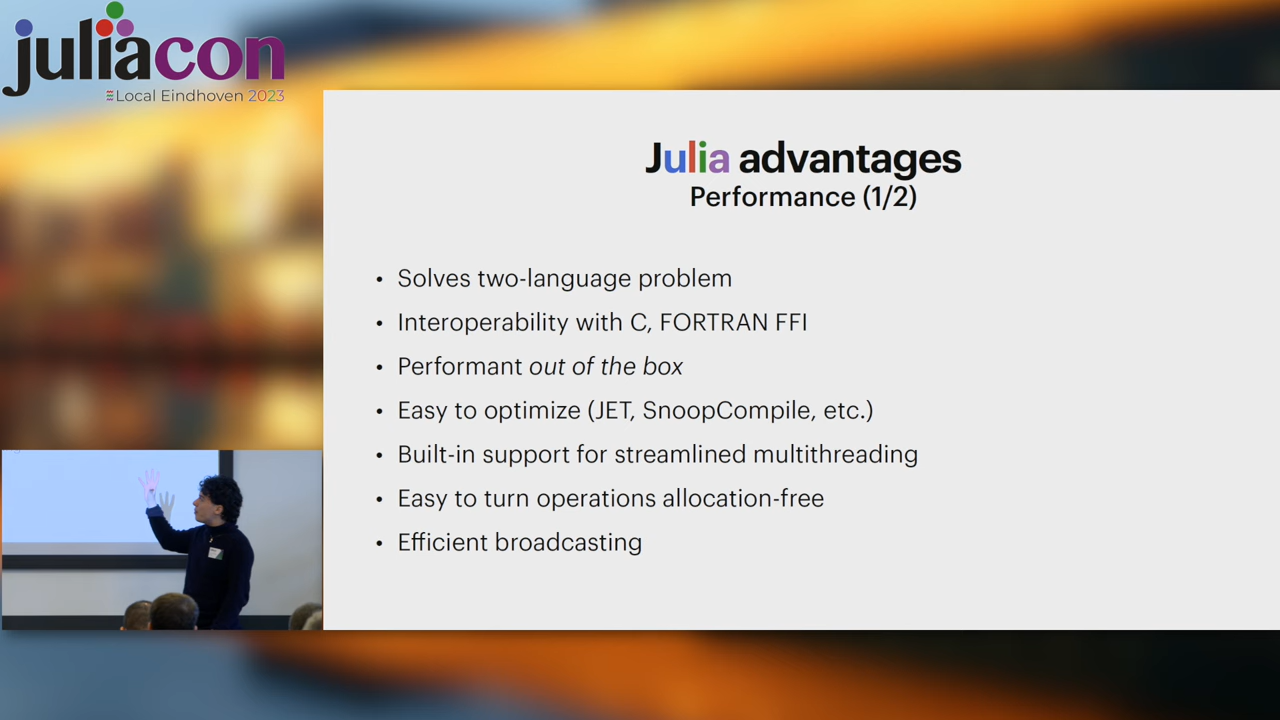 juliacon
Local Eindhoven 2023
Julia advantages
Performance (1/2)
• Solves two-language problem
• Interoperability with C, FORTRAN FFI
• Performant out of the box
• Easy to optimize (JET, SnoopCompile, etc.)
• Built-in support for streamlined multithreading
• Easy to turn operations allocation-free
• Efficient broadcasting